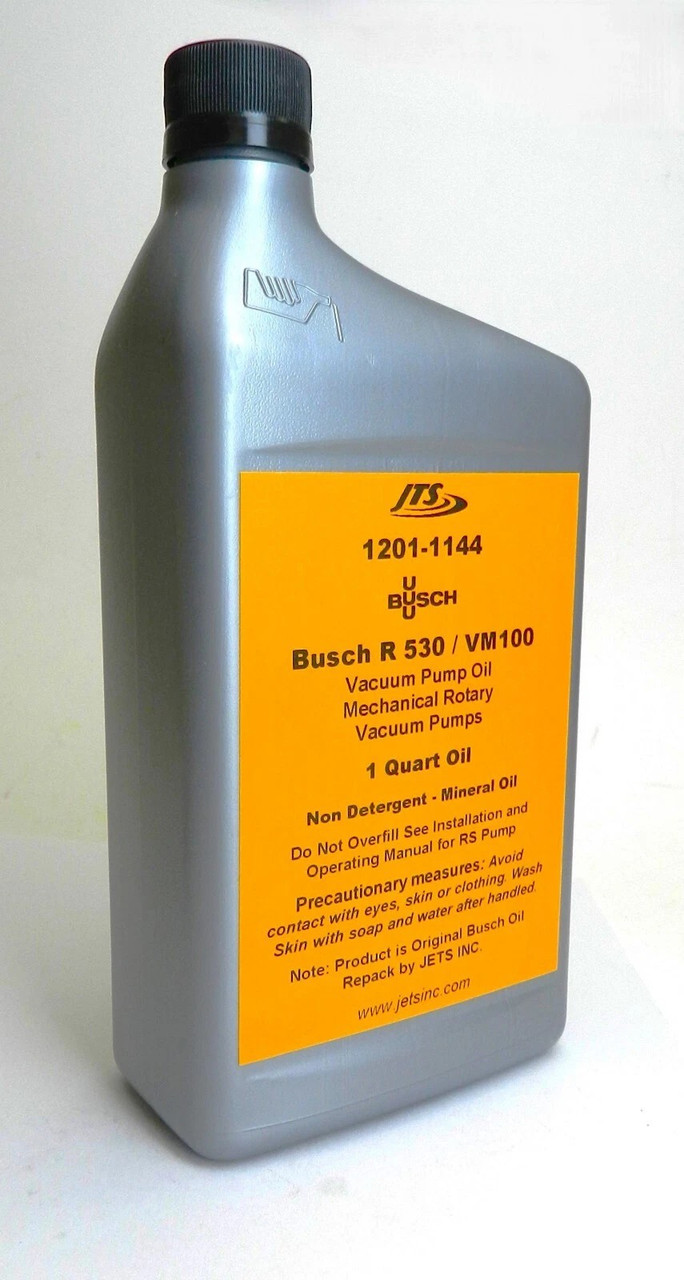 JTS
1201-1144
U
BUSCH
U
Busch R 530 / VM100
Vacuum Pump Oil
Mechanical Rotary
Vacuum Pumps
1 Quart Oil
Non Detergent - Mineral Oil
Do Not Overfill See Installation and
Operating Manual for RS Pump
Precautionary measures: Avoid
contact with eyes, skin or clothing. Wash
Skin with soap and water after handled.
Note: Product is Original Busch Oil
Repack by JETS INC.
www.jetsinc.com